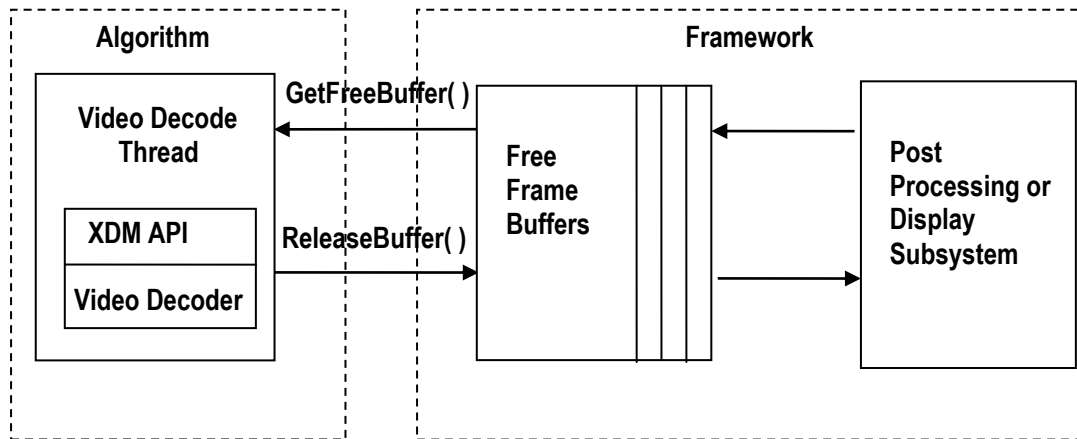 Algorithm
Framework
GetFreeBuffer( )
Video Decode
Thread
XDM API
Video Decoder
ReleaseBuffer( )
Free
Frame
Buffers
Post
Processing or
Display
Subsystem